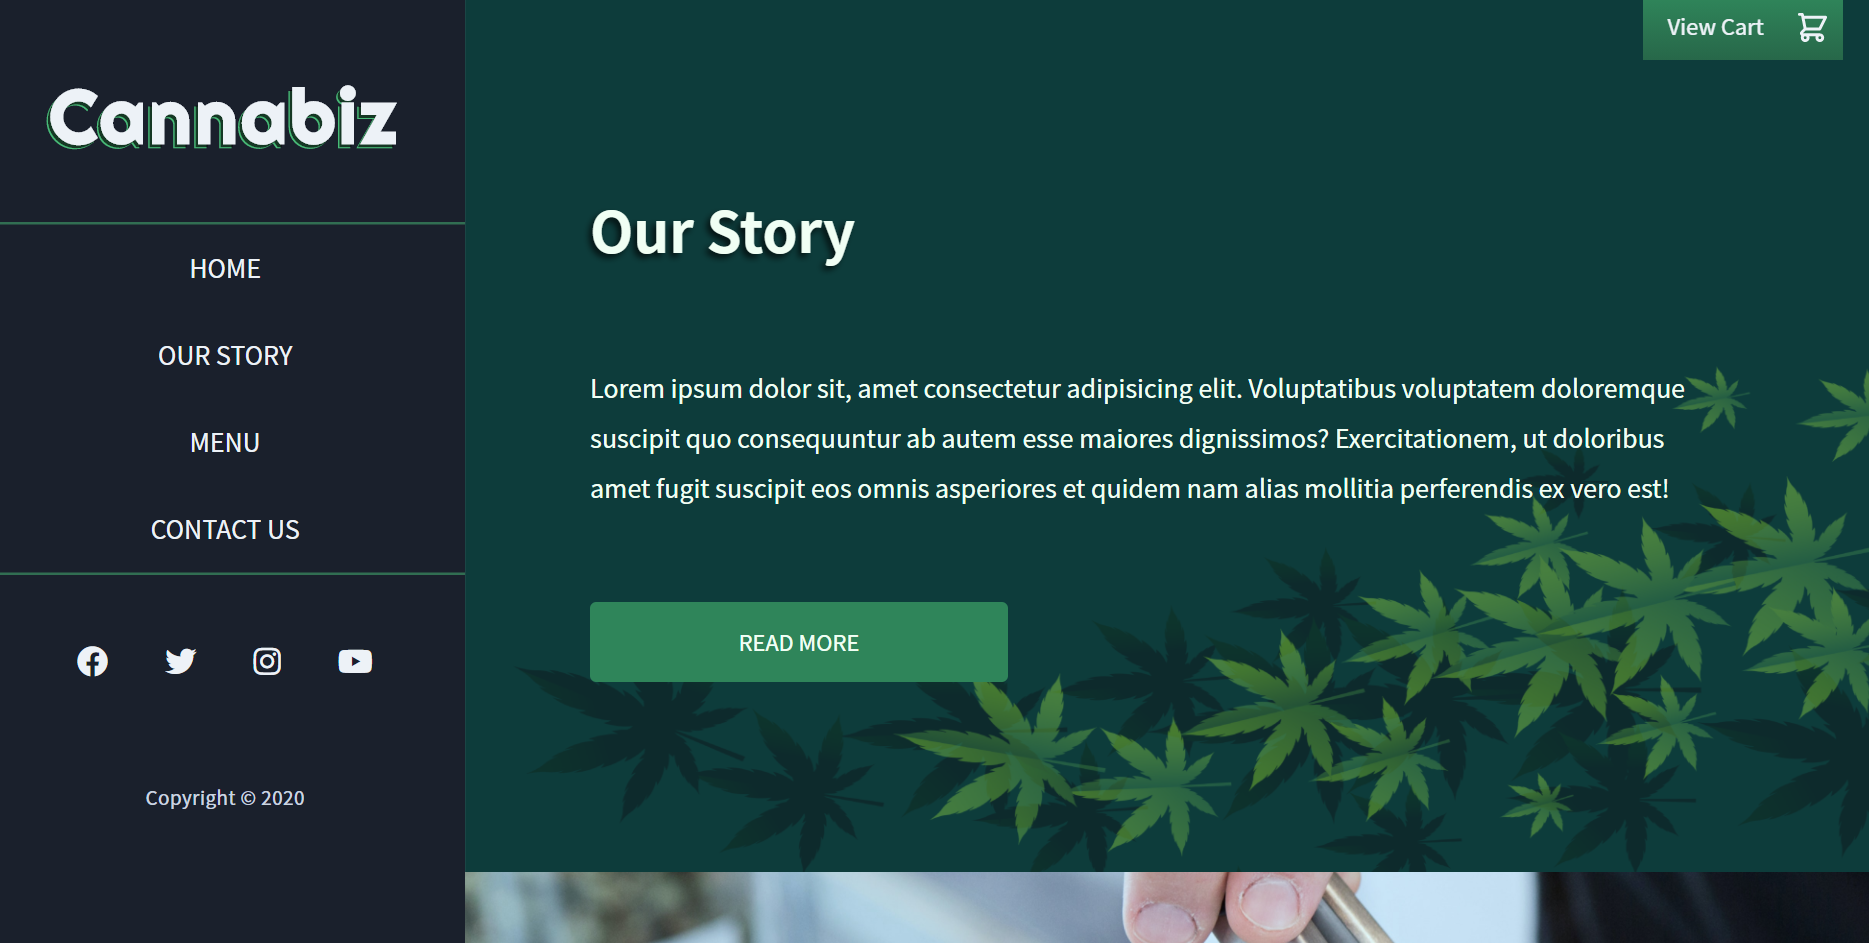 Cannabiz
HOME
OUR STORY
MENU
CONTACT US
Copyright © 2020
View Cart
Our Story
Lorem ipsum dolor sit, amet consectetur adipisicing elit. Voluptatibus voluptatem doloremque
suscipit quo consequuntur ab autem esse maiores dignissimos? Exercitationem, ut doloribus
amet fugit suscipit eos omnis asperiores et quidem nam alias mollitia perferendis ex vero est!
READ MORE